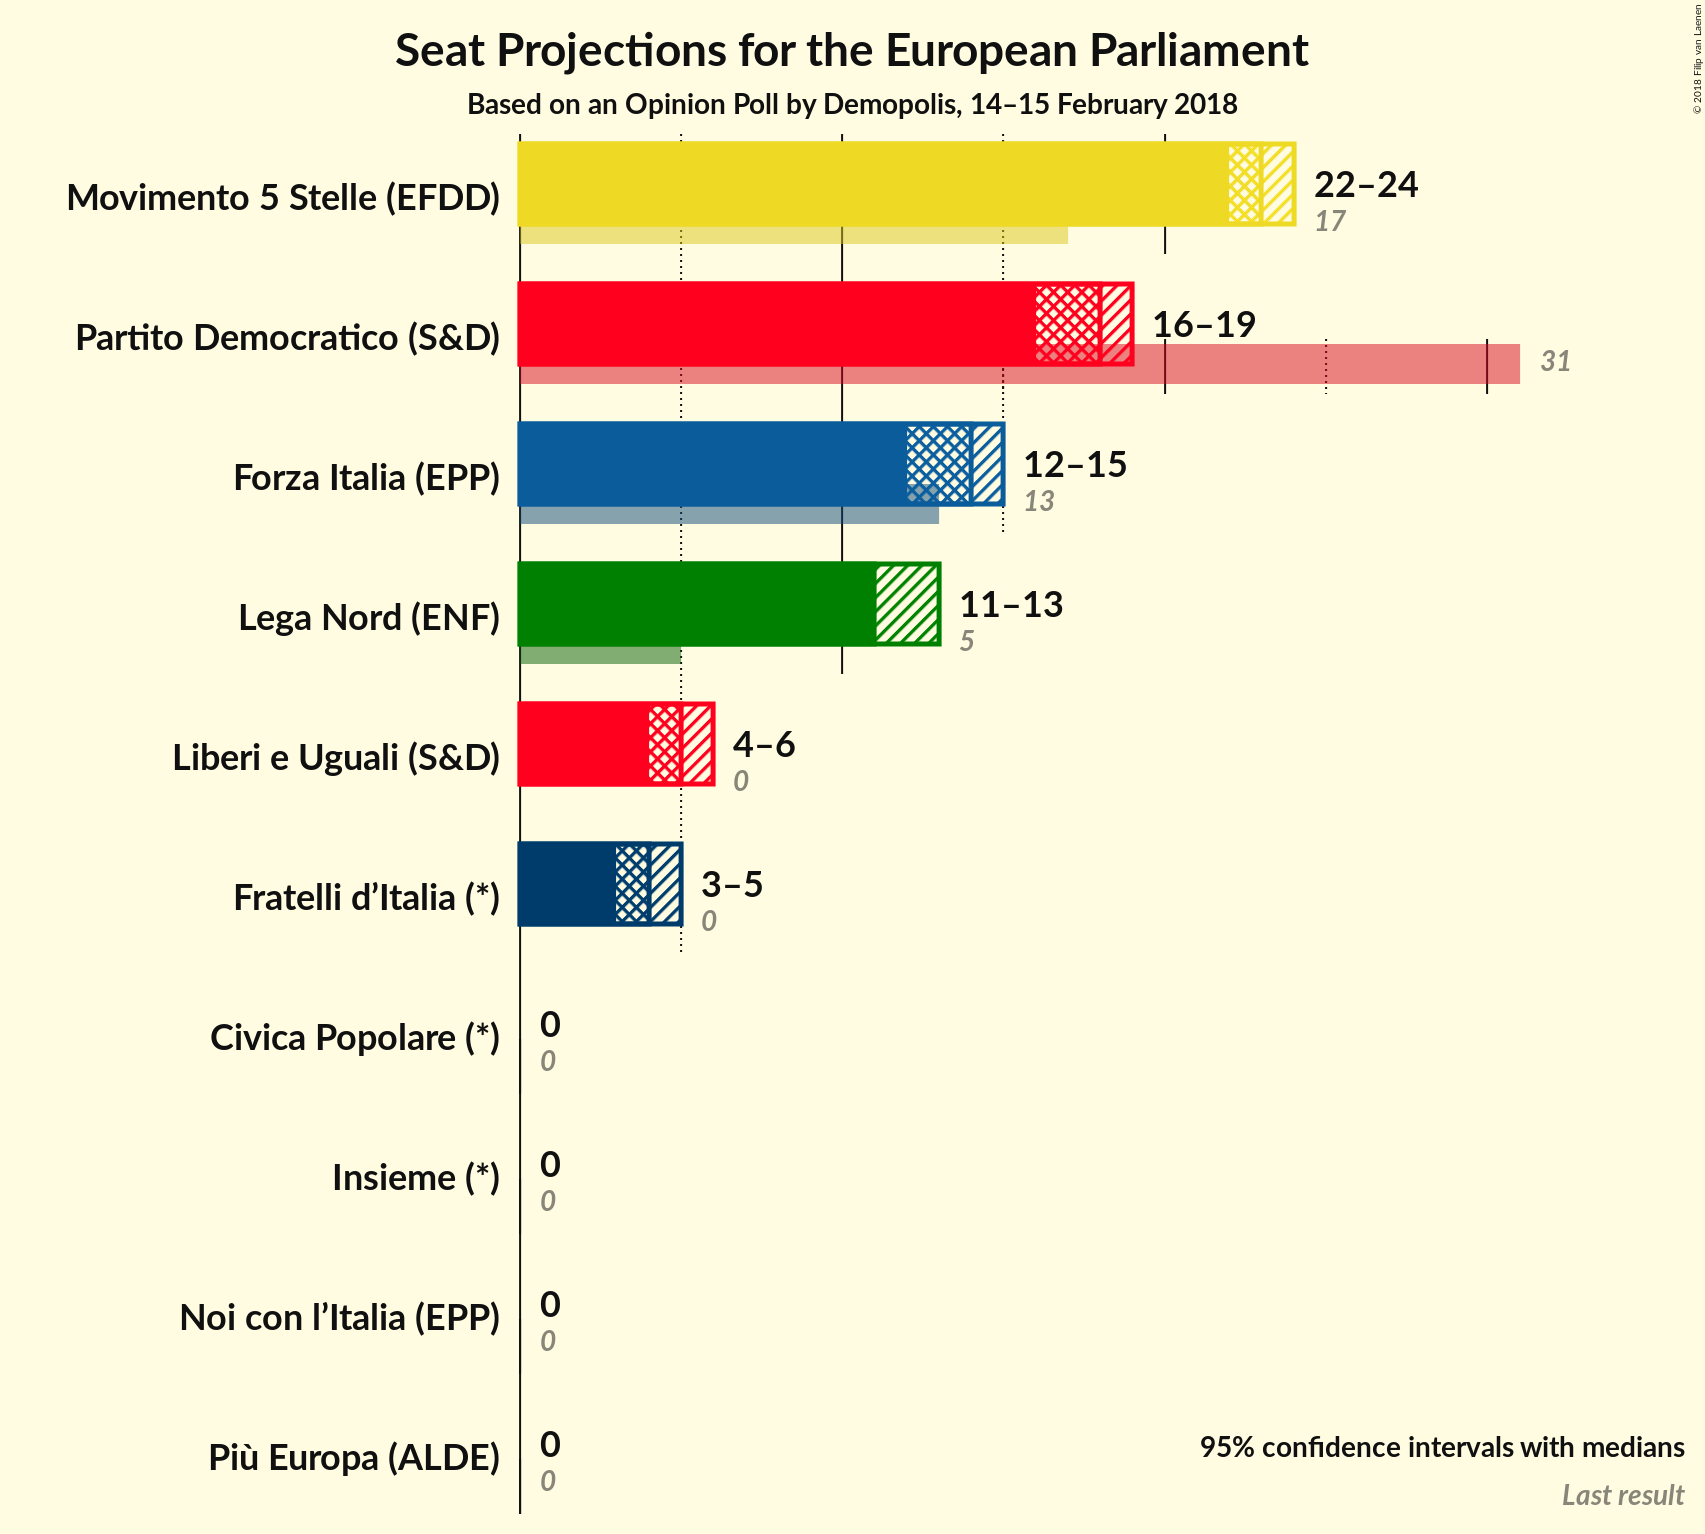 Seat Projections for the European Parliament
Based on an Opinion Poll by Demopolis, 14–15 February 2018
© 2018 Filip van Laenen
Movimento 5 Stelle (EFDD)
22–24
17
Partito Democratico (S&D)
16–19
31
Forza Italia (EPP)
12–15
13
Lega Nord (ENF)
11–13
5
Liberi e Uguali (S&D)
4–6
0
Fratelli d’Italia (*)
3–5
0
Civica Popolare (*)
0
0
Insieme (*)
0
0
Noi con l’Italia (EPP)
0
0
Più Europa (ALDE)
0
0
95% confidence intervals with medians
Last result